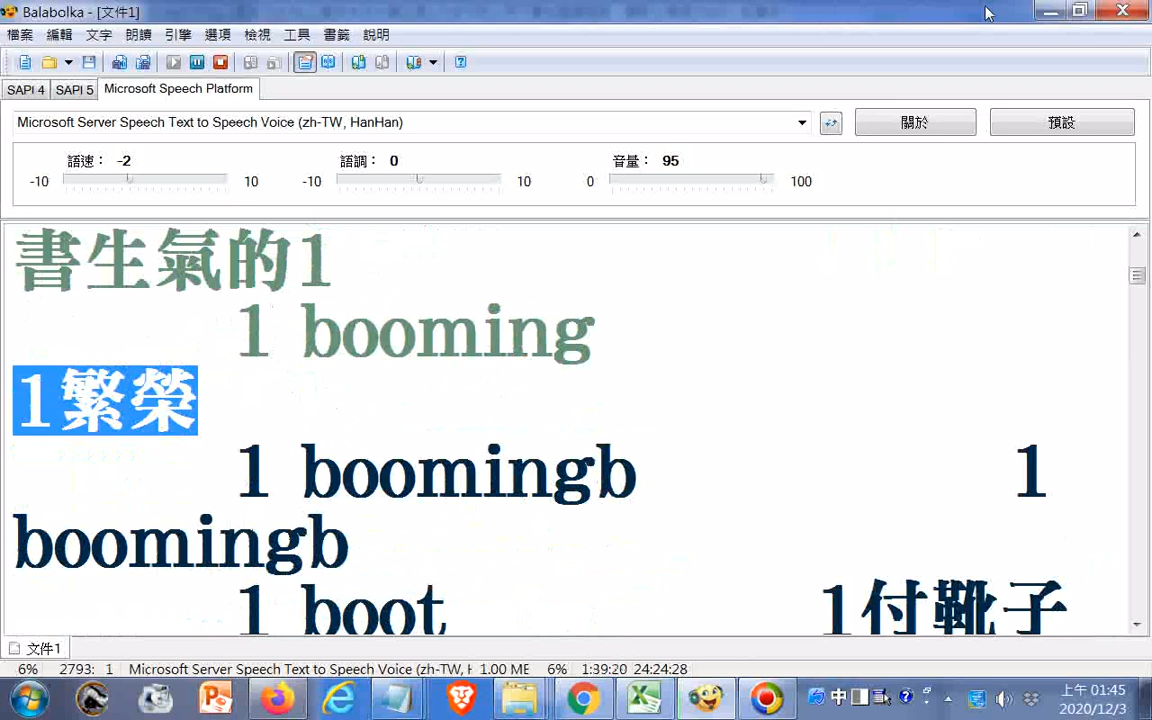 Balabolka - [文件1]
檔案 編輯 文字 朗讀 引擎 選項 檢視 工具 書籤 說明
SAPI 4 SAPI 5 Microsoft Speech Platform
Microsoft Server Speech Text to Speech Voice (zh-TW, HanHan) 關於 預設
語速： -2 語調： 0 音量： 95
-10 10 -10 10 0 100
書生氣的1
1 booming
1繁榮
1 boomingb 1
boomingb
1 boot 1付靴子
文件1
6% 2793: 1 Microsoft Server Speech Text to Speech Voice (zh-TW, H 1.00 ME 6% 1:39:20 24:24:28
中 上午 01:45
2020/12/3